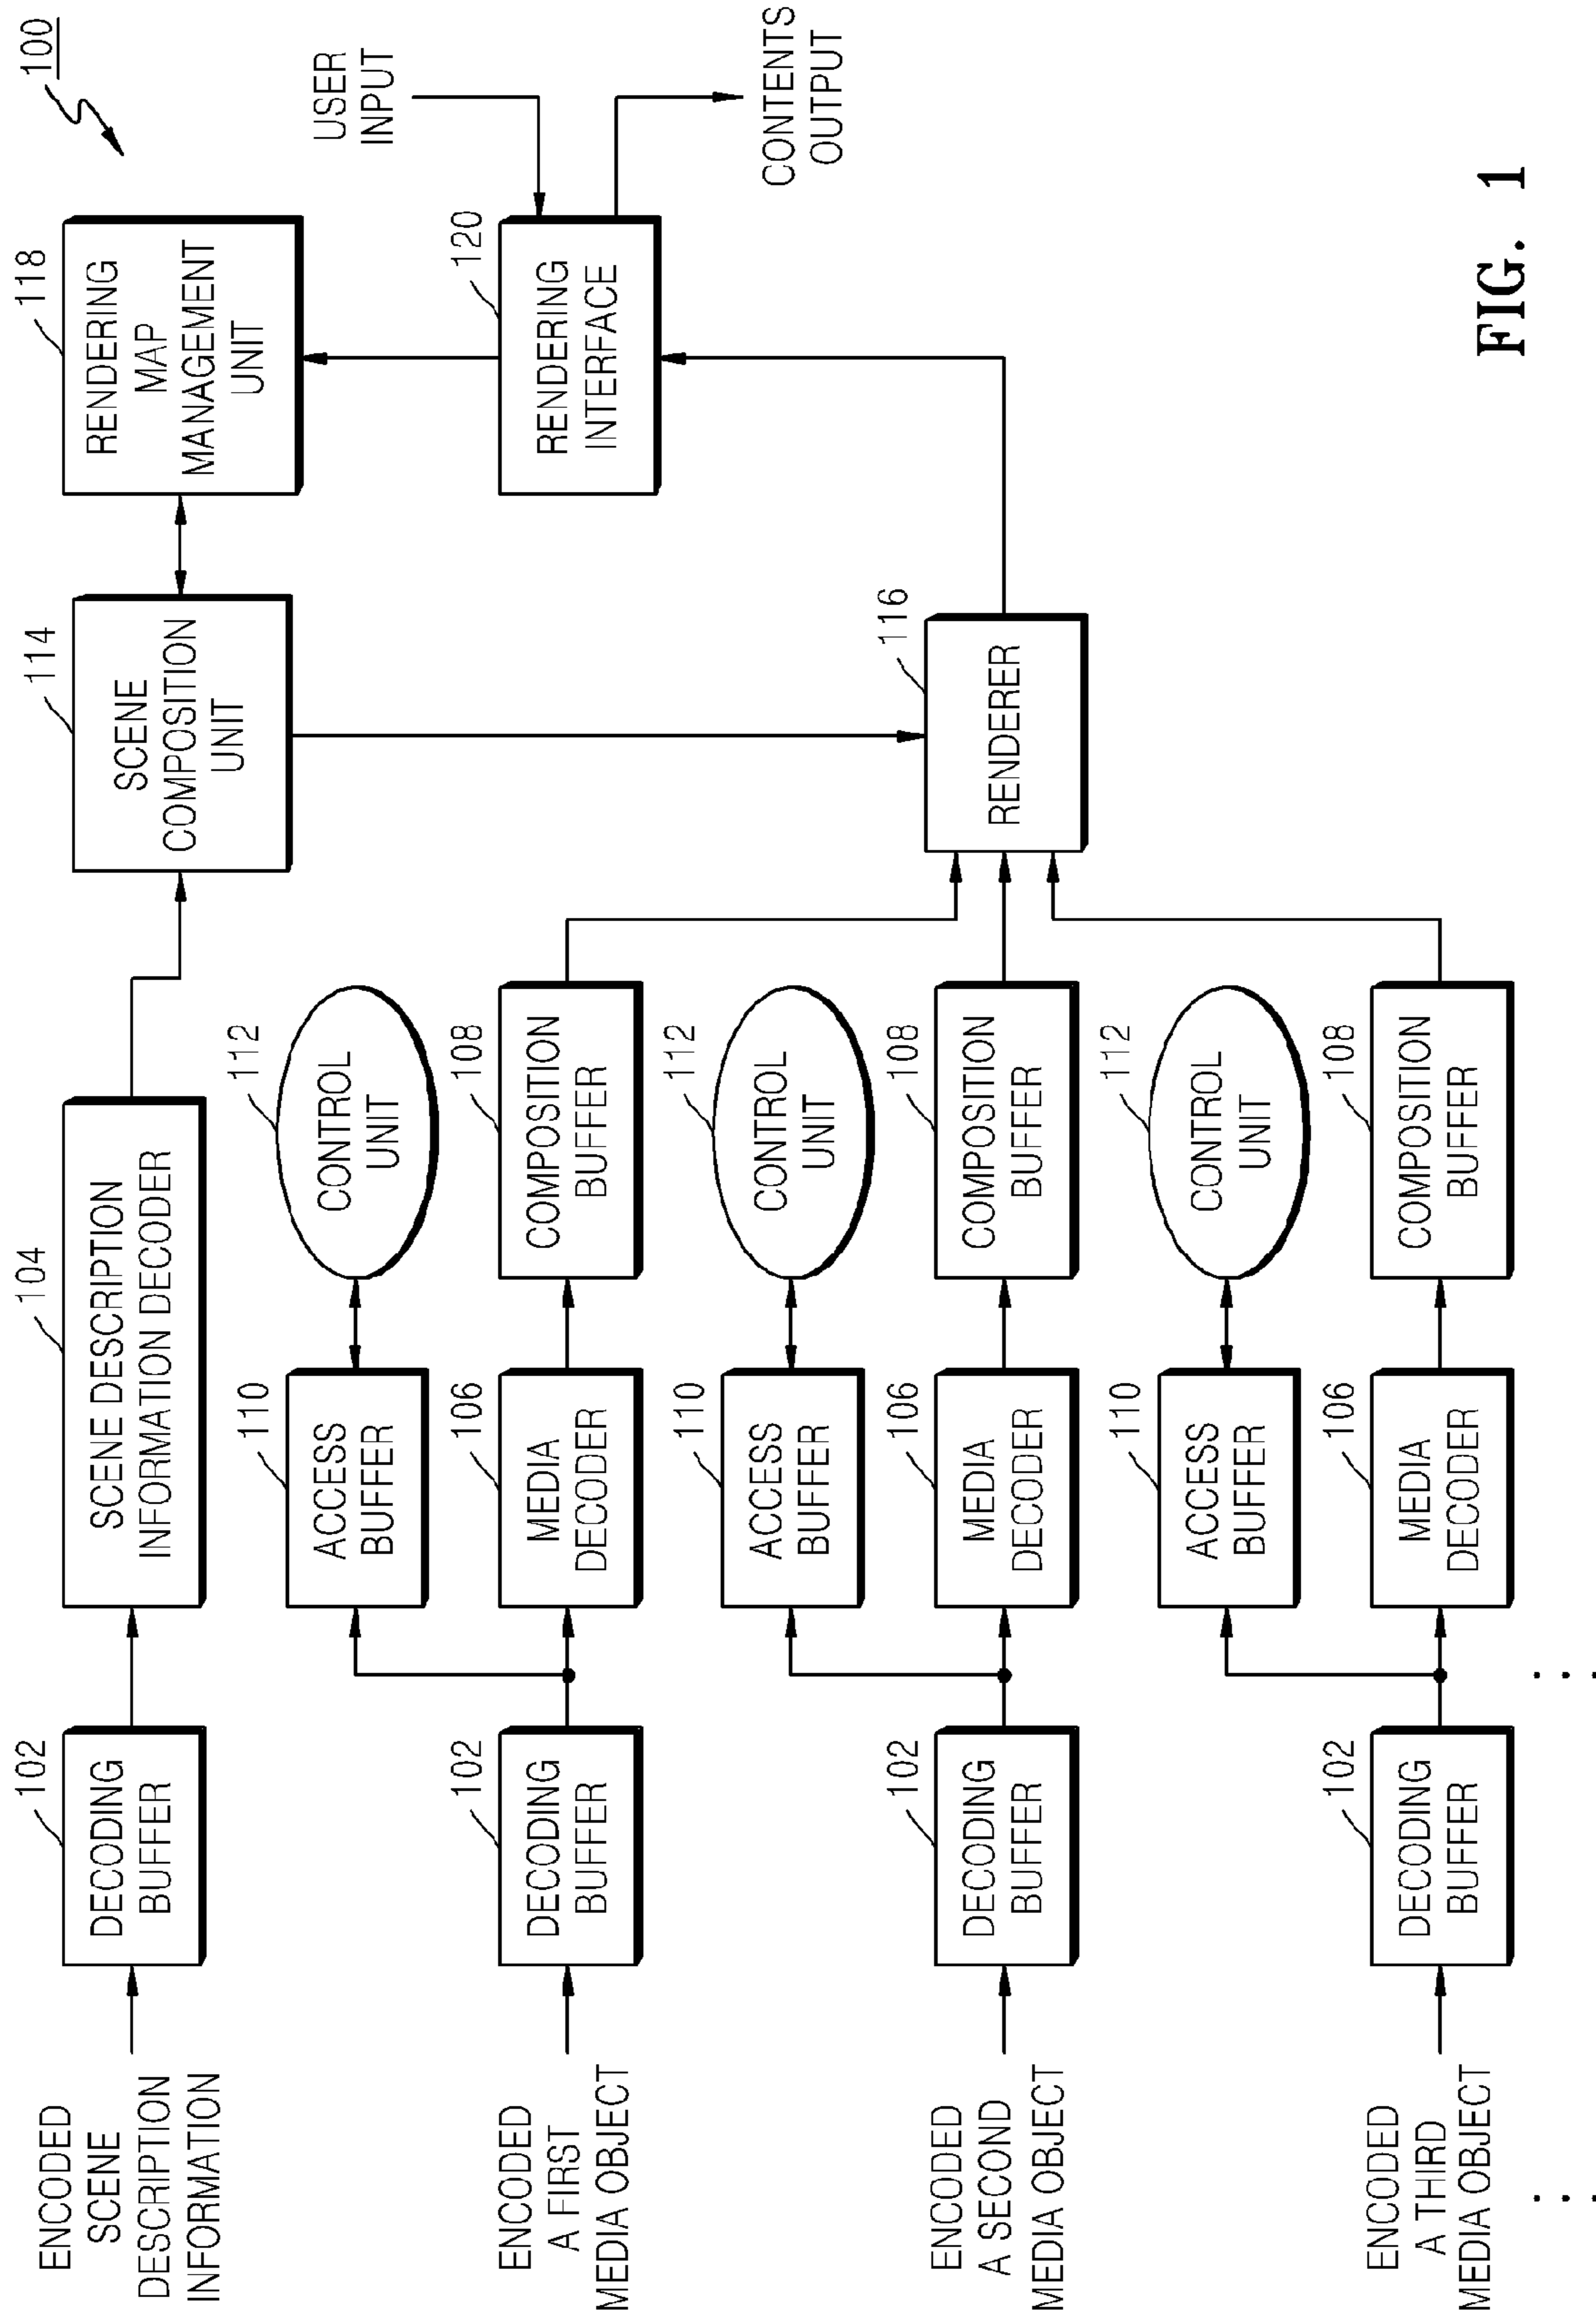 100
ENCODED
SCENE
DESCRIPTION
INFORMATION
102
DECODING
BUFFER
104
SCENE DESCRIPTION
INFORMATION DECODER
114
SCENE
COMPOSITION
UNIT
118
RENDERING
MAP
MANAGEMENT
UNIT
110
ACCESS
BUFFER
112
CONTROL
UNIT
USER
INPUT
ENCODED
A FIRST
MEDIA OBJECT
102
DECODING
BUFFER
106
MEDIA
DECODER
108
COMPOSITION
BUFFER
120
RENDERING
INTERFACE
CONTENTS
OUTPUT
110
ACCESS
BUFFER
112
CONTROL
UNIT
ENCODED
A SECOND
MEDIA OBJECT
102
DECODING
BUFFER
106
MEDIA
DECODER
108
COMPOSITION
BUFFER
116
RENDERER
110
ACCESS
BUFFER
112
CONTROL
UNIT
ENCODED
A THIRD
MEDIA OBJECT
102
DECODING
BUFFER
106
MEDIA
DECODER
108
COMPOSITION
BUFFER
FIG. 1